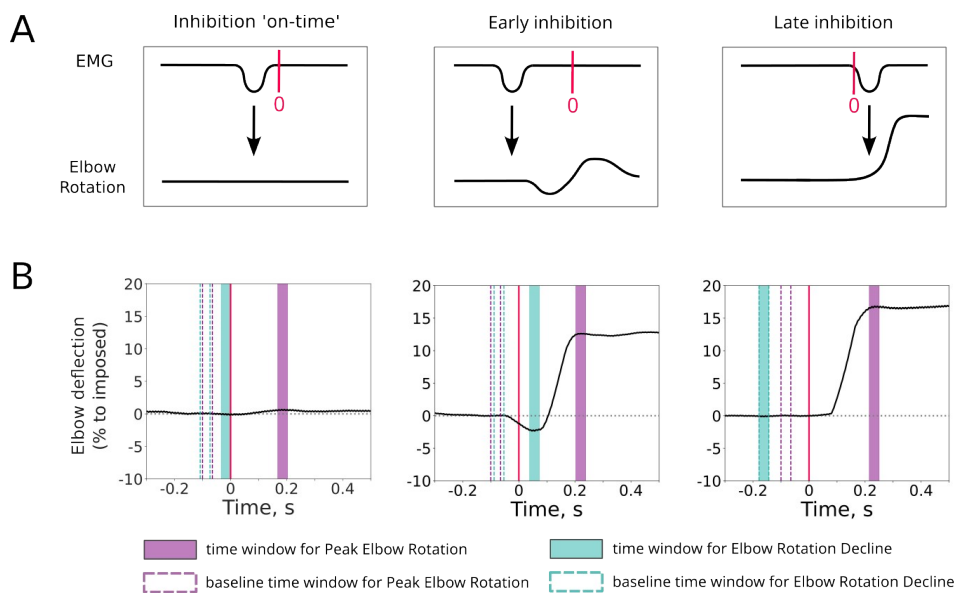 A
Inhibition 'on-time'
Early inhibition
Late inhibition
EMG
0
0
0
Elbow
Rotation
B
Elbow deflection
(% to imposed)
20
15
10
5
0
-5
-10
-0.2
0
0.2
0.4
Time, s
20
15
10
5
0
-5
-10
-0.2
0
0.2
0.4
Time, s
20
15
10
5
0
-5
-10
-0.2
0
0.2
0.4
Time, s
time window for Peak Elbow Rotation
time window for Elbow Rotation Decline
baseline time window for Peak Elbow Rotation
baseline time window for Elbow Rotation Decline